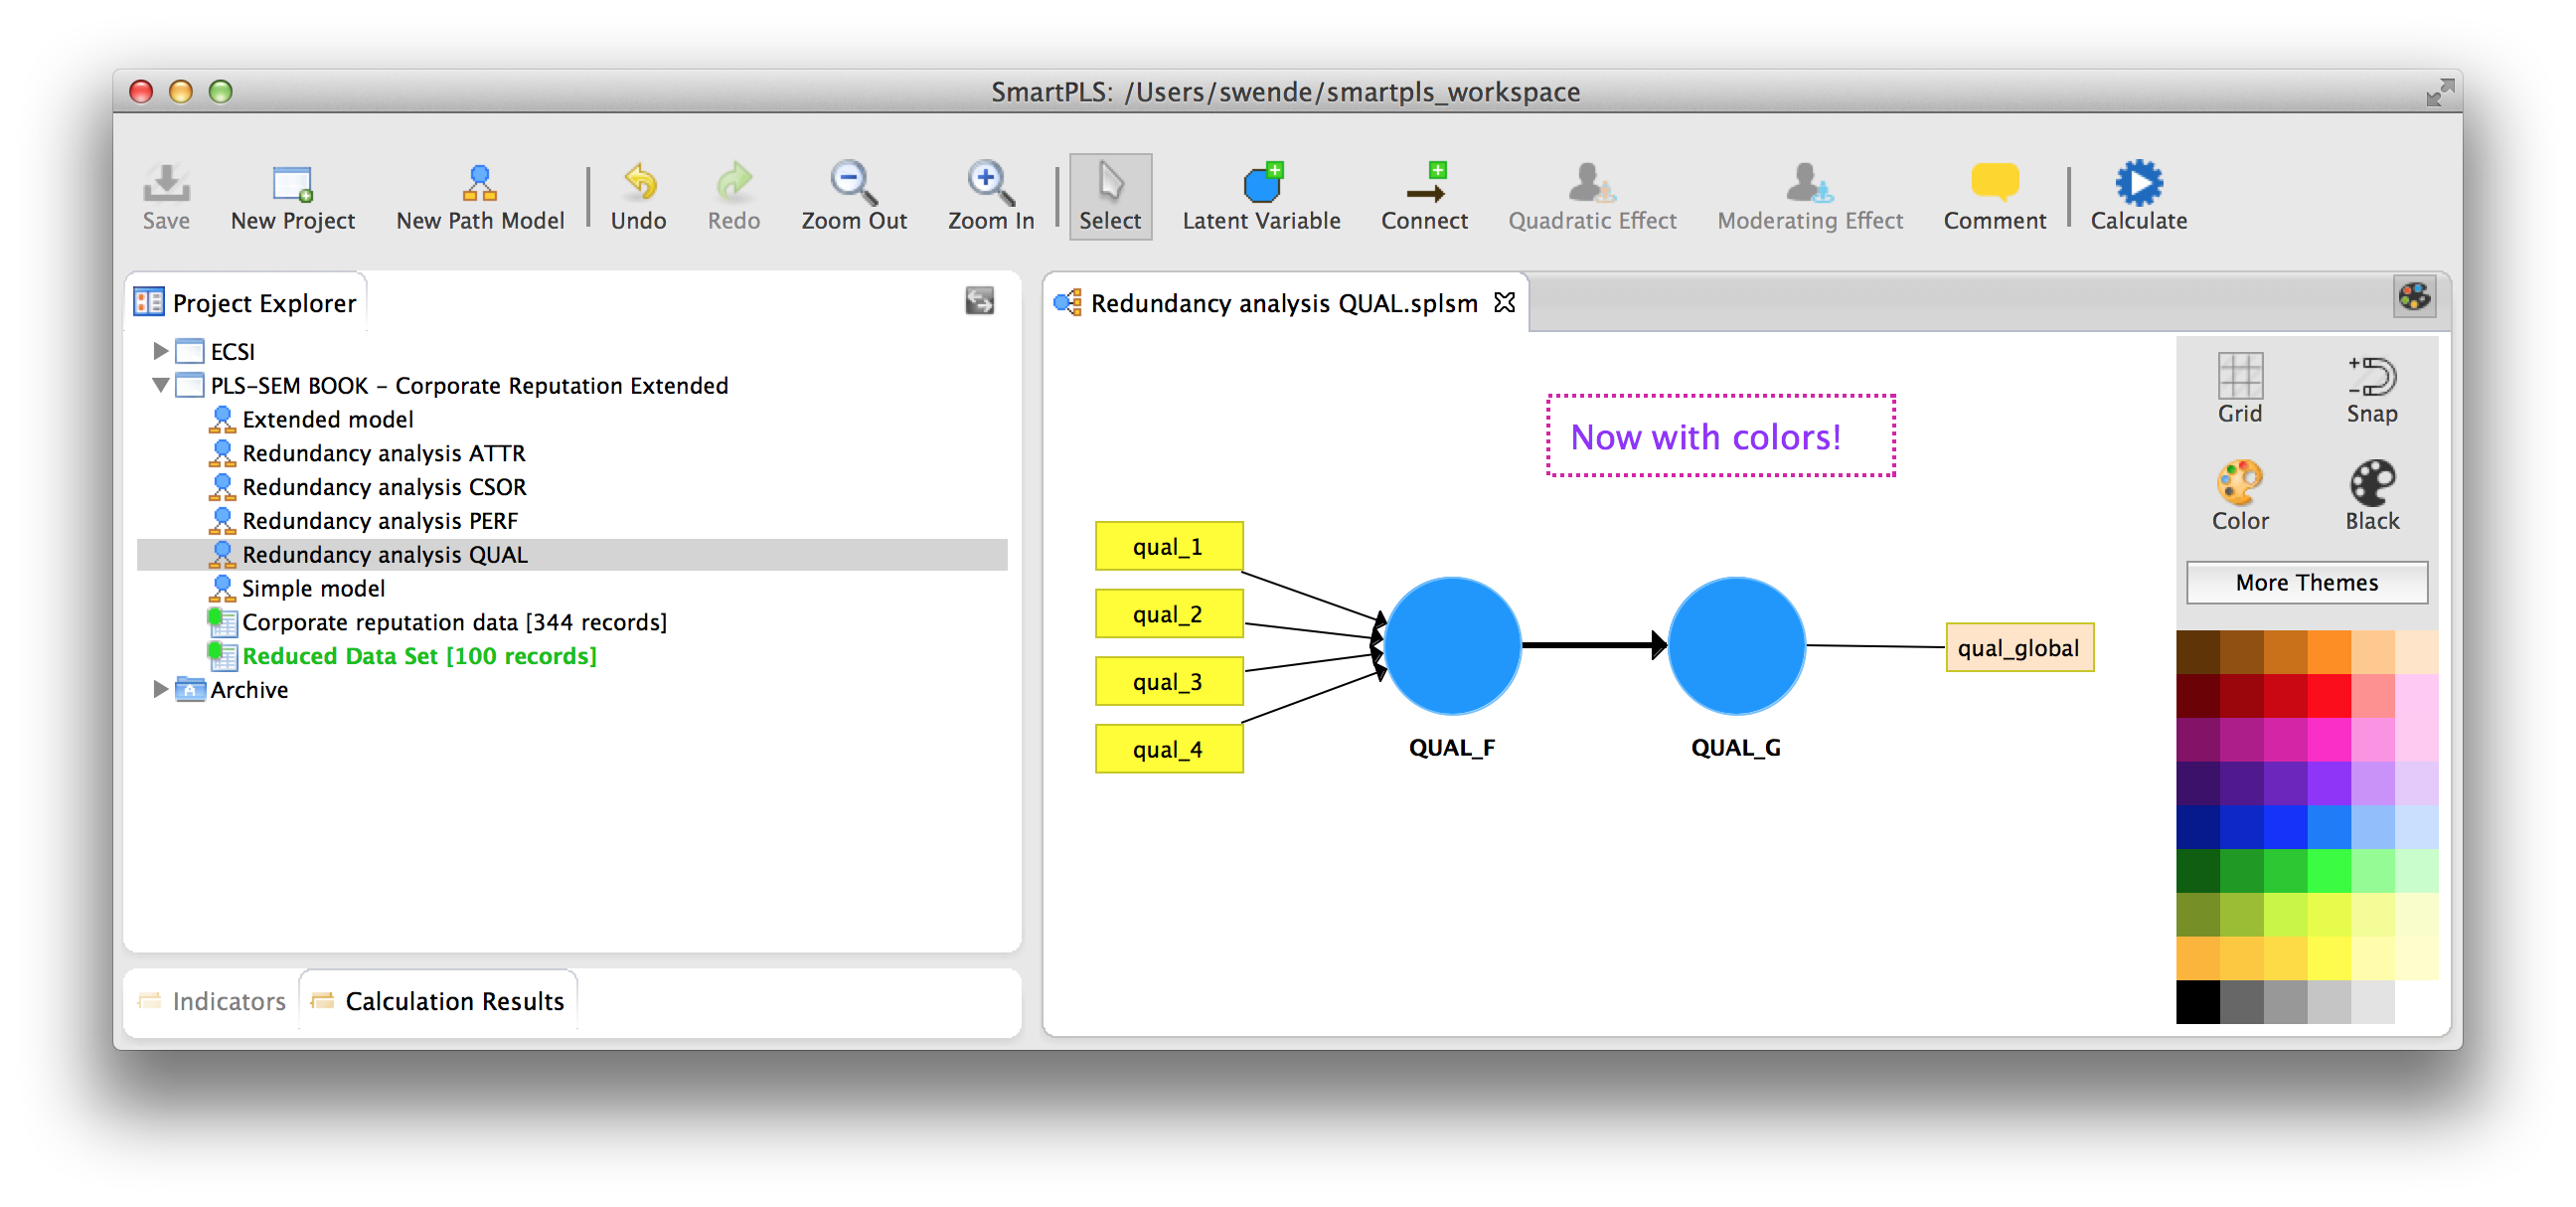 SmartPLS: /Users/swende/smartpls_workspace
Save New Project New Path Model Undo Redo Zoom Out Zoom In Select Latent Variable Connect Quadratic Effect Moderating Effect Comment Calculate
Project Explorer
ECSI
PLS-SEM BOOK - Corporate Reputation Extended
Extended model
Redundancy analysis ATTR
Redundancy analysis CSOR
Redundancy analysis PERF
Redundancy analysis QUAL
Simple model
Corporate reputation data [344 records]
Reduced Data Set [100 records]
A Archive
Indicators Calculation Results
Redundancy analysis QUAL.splsm
Now with colors!
qual_1
qual_2
qual_3
qual_4
QUAL_F
QUAL_G
qual_global
Grid Snap
Color Black
More Themes